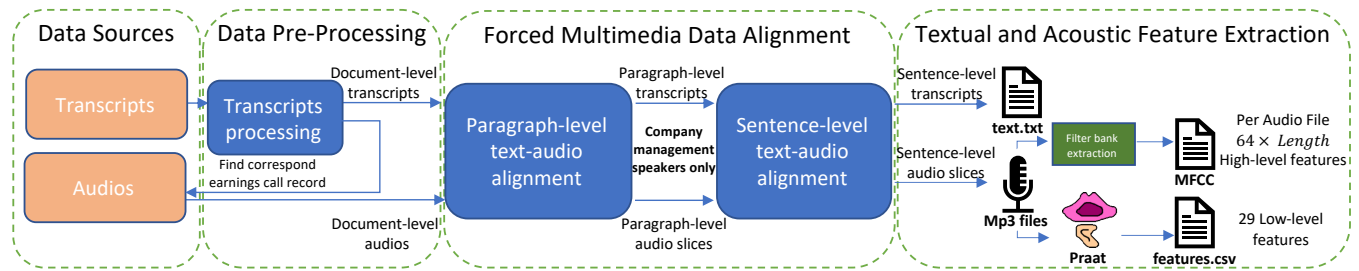 Data Sources
Transcripts
Audios
Data Pre-Processing
Document-level
transcripts
Transcripts
processing
Find correspond
earnings call record
Document-level
audios
Forced Multimedia Data Alignment
Paragraph-level
text-audio
alignment
Paragraph-level
transcripts
Company
management
speakers only
Paragraph-level
audio slices
Sentence-level
text-audio
alignment
Textual and Acoustic Feature Extraction
Sentence-level
transcripts
text.txt
Sentence-level
audio slices
Mp3 files
Filter bank
extraction
MFCC
Per Audio File
64 × Length
High-level features
Praat
features.csv
29 Low-level
features